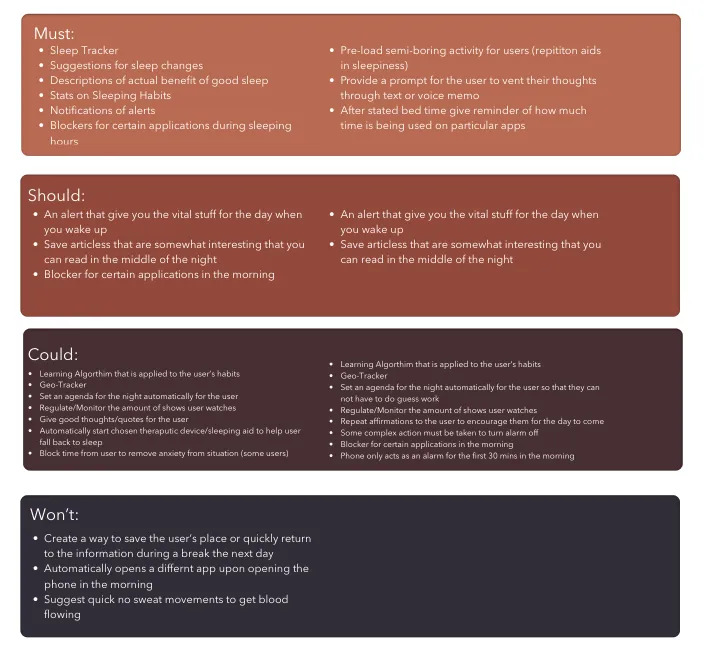 Must:
• Sleep Tracker
• Suggestions for sleep changes
• Descriptions of actual benefit of good sleep
• Stats on Sleeping Habits
• Notifications of alerts
• Blockers for certain applications during sleeping
hours
• Pre-load semi-boring activity for users (repititon aids
in sleepiness)
• Provide a prompt for the user to vent their thoughts
through text or voice memo
• After stated bed time give reminder of how much
time is being used on particular apps
Should:
• An alert that give you the vital stuff for the day when
you wake up
• Save articless that are somewhat interesting that you
can read in the middle of the night
• Blocker for certain applications in the morning
• An alert that give you the vital stuff for the day when
you wake up
• Save articless that are somewhat interesting that you
can read in the middle of the night
Could:
• Learning Algorthim that is applied to the user's habits
• Geo-Tracker
• Set an agenda for the night automatically for the user
• Regulate/Monitor the amount of shows user watches
• Give good thoughts/quotes for the user
• Automatically start chosen theraputic device/sleeping aid to help user
fall back to sleep
• Block time from user to remove anxiety from situation (some users)
• Learning Algorthim that is applied to the user's habits
• Geo-Tracker
• Set an agenda for the night automatically for the user so that they can
not have to do guess work
• Regulate/Monitor the amount of shows user watches
• Repeat affirmations to the user to encourage them for the day to come
• Some complex action must be taken to turn alarm off
• Blocker for certain applications in the morning
• Phone only acts as an alarm for the first 30 mins in the morning
Won't:
• Create a way to save the user's place or quickly return
to the information during a break the next day
• Automatically opens a differnt app upon opening the
phone in the morning
• Suggest quick no sweat movements to get blood
flowing